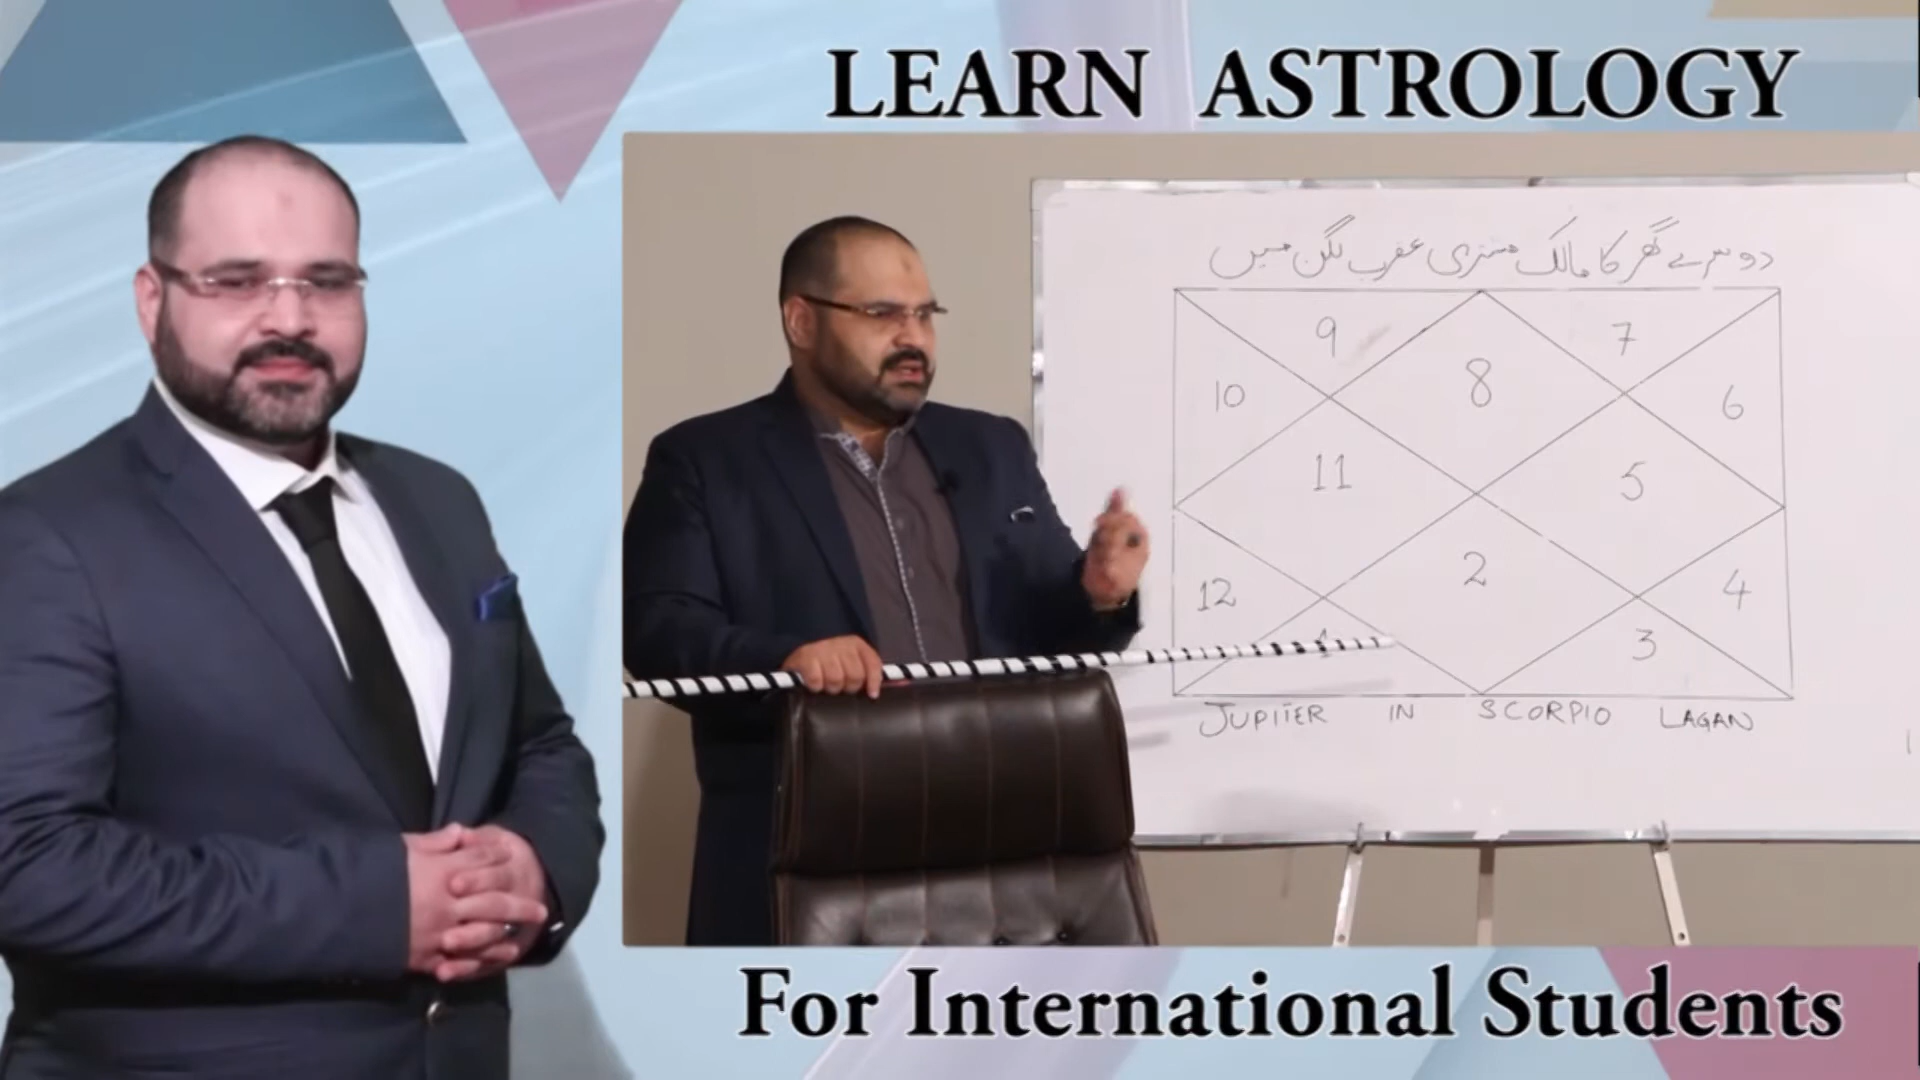 LEARN ASTROLOGY
دوسرے گھر کا مالک مشتری عقرب لگن میں
9 7
8
10 6
11 5
2
12 4
1 3
JUPITER IN SCORPIO LAGAN
For International Students